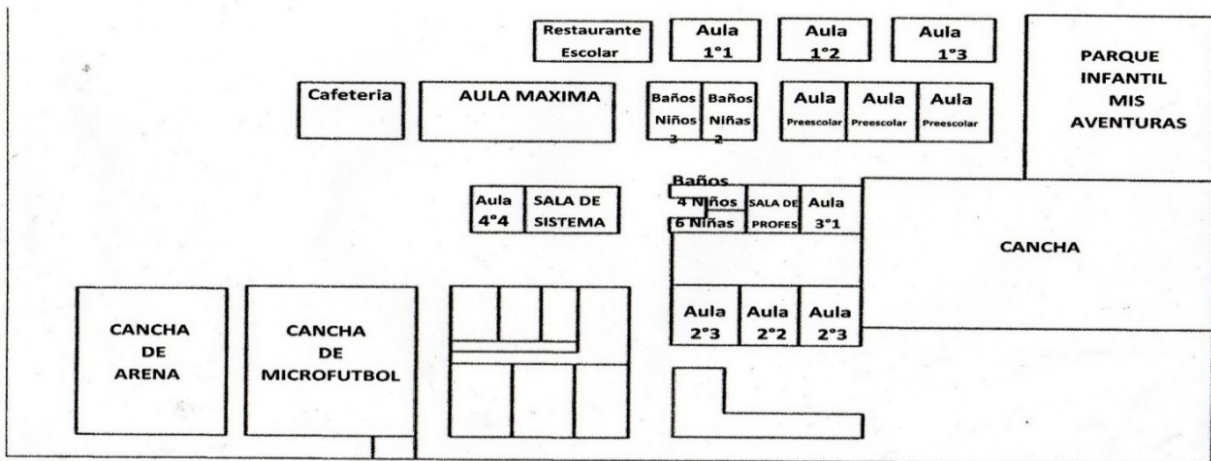 Restaurante
Escolar
Aula
1°1
Aula
1°2
Aula
1°3
PARQUE
INFANTIL
MIS
AVENTURAS
Cafeteria
AULA MAXIMA
Baños
Niños
3
Baños
Niñas
2
Aula
Preescolar
Aula
Preescolar
Aula
Preescolar
Aula
4°4
SALA DE
SISTEMA
Baños
4 Niños
6 Niñas
SALA DE
PROFES
Aula
3°1
CANCHA
CANCHA
DE
ARENA
CANCHA
DE
MICROFUTBOL
Aula
2°3
Aula
2°2
Aula
2°3